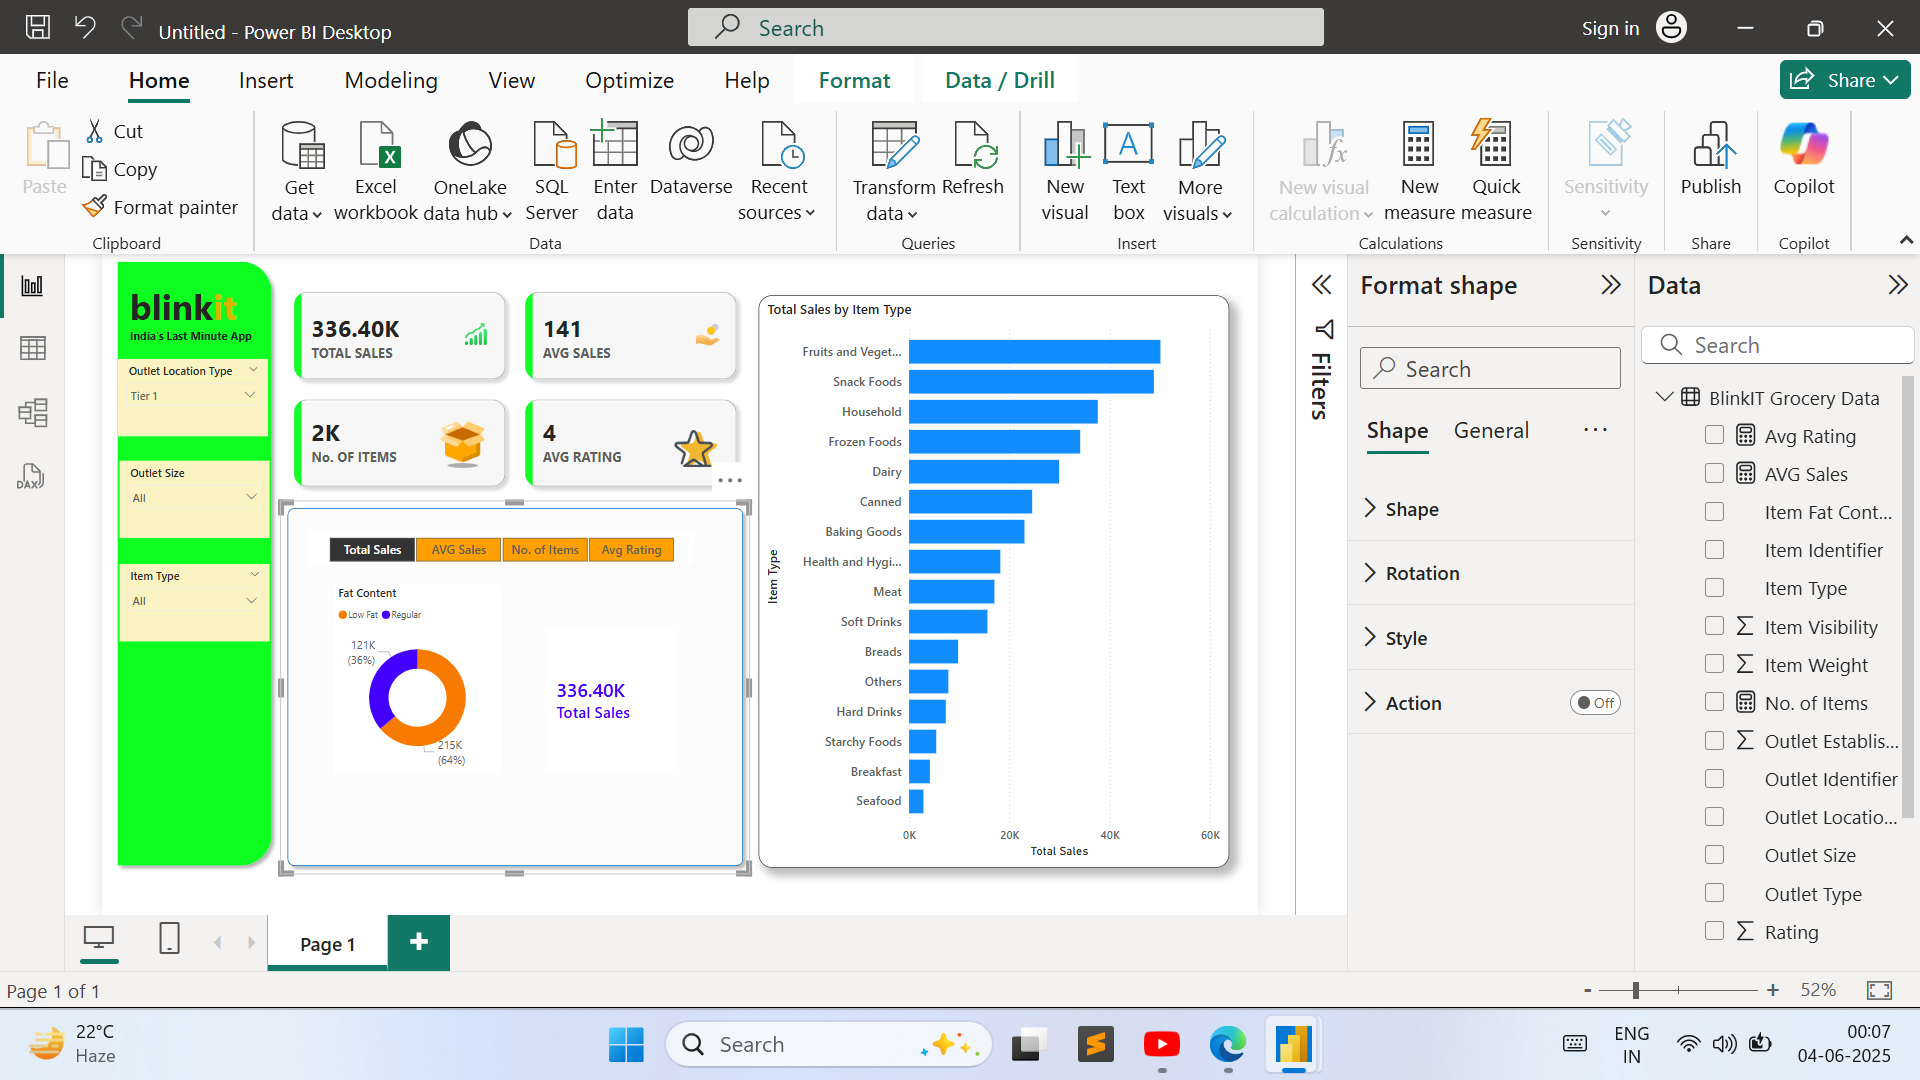 Untitled - Power BI Desktop
Search
Sign in
File
Home
Insert
Modeling
View
Optimize
Help
Format
Data / Drill
Share
Paste
Cut
Copy
Format painter
Clipboard
Get data
Excel workbook
OneLake data hub
SQL Server
Enter data
Dataverse
Recent sources
Data
Transform data
Refresh
Queries
New visual
Text box
More visuals
Insert
New visual calculation
New measure
Quick measure
Calculations
Sensitivity
Sensitivity
Publish
Share
Copilot
Copilot
DAX
blinkit
India's Last Minute App
Outlet Location Type
Tier 1
Outlet Size
All
Item Type
All
336.40K
TOTAL SALES
141
AVG SALES
2K
No. OF ITEMS
4
AVG RATING
Total Sales
AVG Sales
No. of Items
Avg Rating
Fat Content
Low Fat
Regular
121K
(36%)
215K
(64%)
336.40K
Total Sales
Total Sales by Item Type
Item Type
Fruits and Veget...
Snack Foods
Household
Frozen Foods
Dairy
Canned
Baking Goods
Health and Hygi...
Meat
Soft Drinks
Breads
Others
Hard Drinks
Starchy Foods
Breakfast
Seafood
0K
20K
40K
60K
Total Sales
Filters
Format shape
Search
Shape
General
Shape
Rotation
Style
Action
Off
Data
Search
BlinkIT Grocery Data
Avg Rating
AVG Sales
Item Fat Cont...
Item Identifier
Item Type
Item Visibility
Item Weight
No. of Items
Outlet Establis...
Outlet Identifier
Outlet Locatio...
Outlet Size
Outlet Type
Rating
Page 1
Page 1 of 1
52%
22°C
Haze
Search
ENG
IN
00:07
04-06-2025